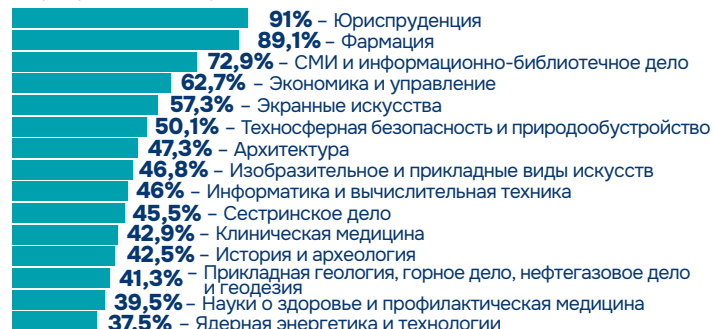 91% – Юриспруденция
89,1% – Фармация
72,9% – СМИ и информационно-библиотечное дело
62,7% – Экономика и управление
57,3% – Экранные искусства
50,1% – Техносферная безопасность и природообустройство
47,3% – Архитектура
46,8% – Изобразительное и прикладные виды искусств
46% – Информатика и вычислительная техника
45,5% – Сестринское дело
42,9% – Клиническая медицина
42,5% – История и археология
41,3% – Прикладная геология, горное дело, нефтегазовое дело
и геодезия
39,5% – Науки о здоровье и профилактическая медицина
37,5% – Ядерная энергетика и технологии